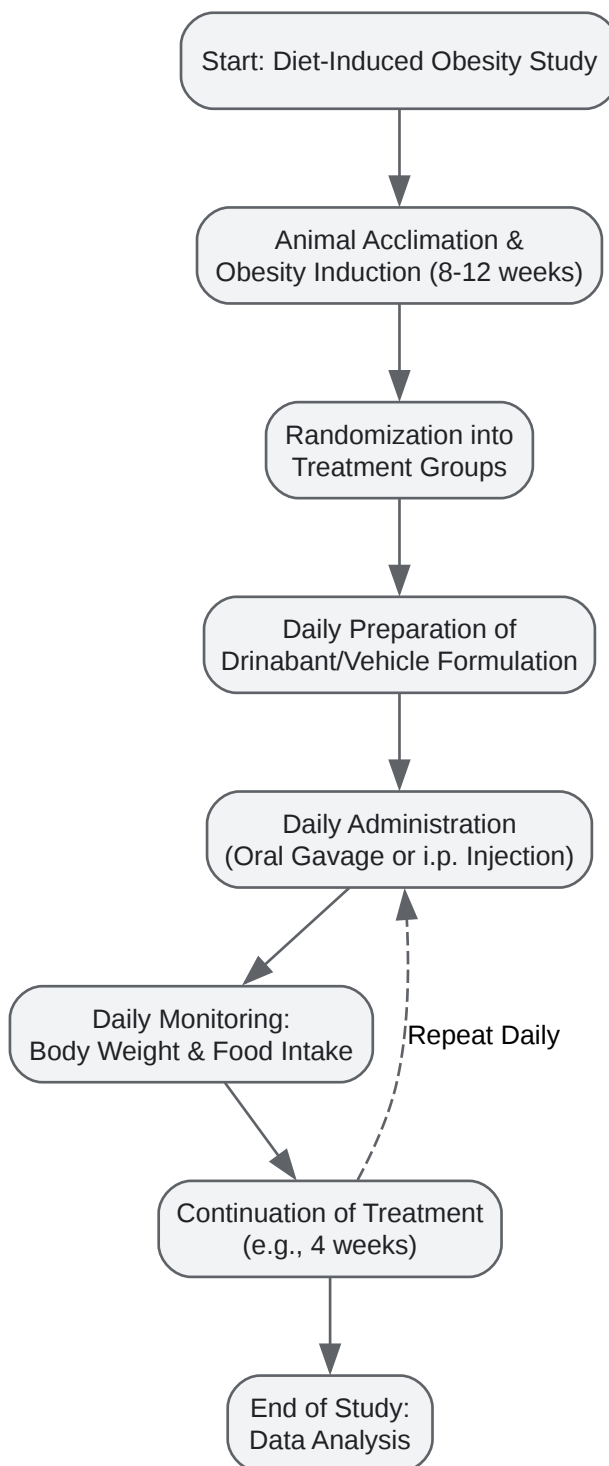 Start: Diet-Induced Obesity Study
Animal Acclimation &
Obesity Induction (8-12 weeks)
Randomization into
Treatment Groups
Daily Preparation of
Drinabant/Vehicle Formulation
Daily Administration
(Oral Gavage or i.p. Injection)
Daily Monitoring:
Body Weight & Food Intake
Repeat Daily
Continuation of Treatment
(e.g., 4 weeks)
End of Study:
Data Analysis